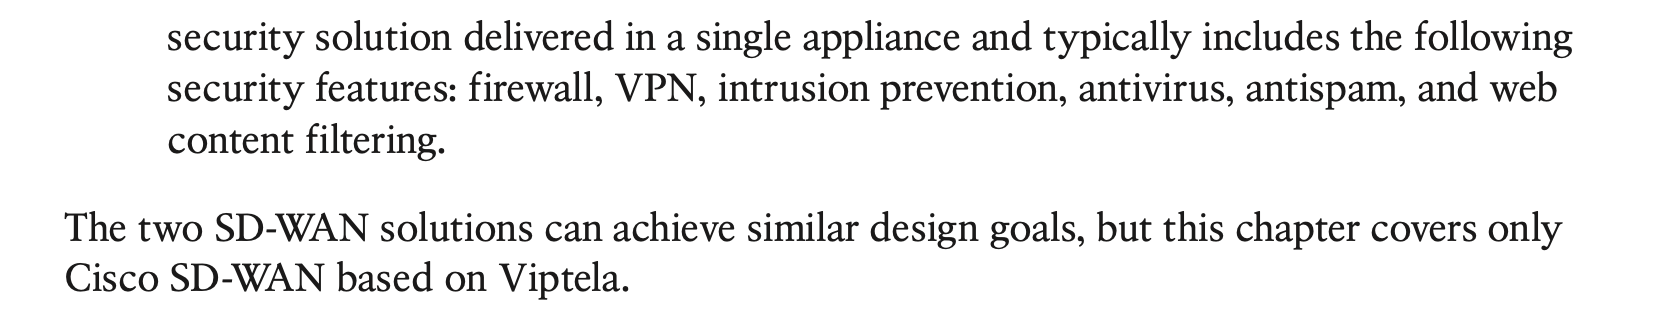 security solution delivered in a single appliance and typically includes the following
security features: firewall, VPN, intrusion prevention, antivirus, antispam, and web
content filtering.
The two SD-WAN solutions can achieve similar design goals, but this chapter covers only
Cisco SD-WAN based on Viptela.